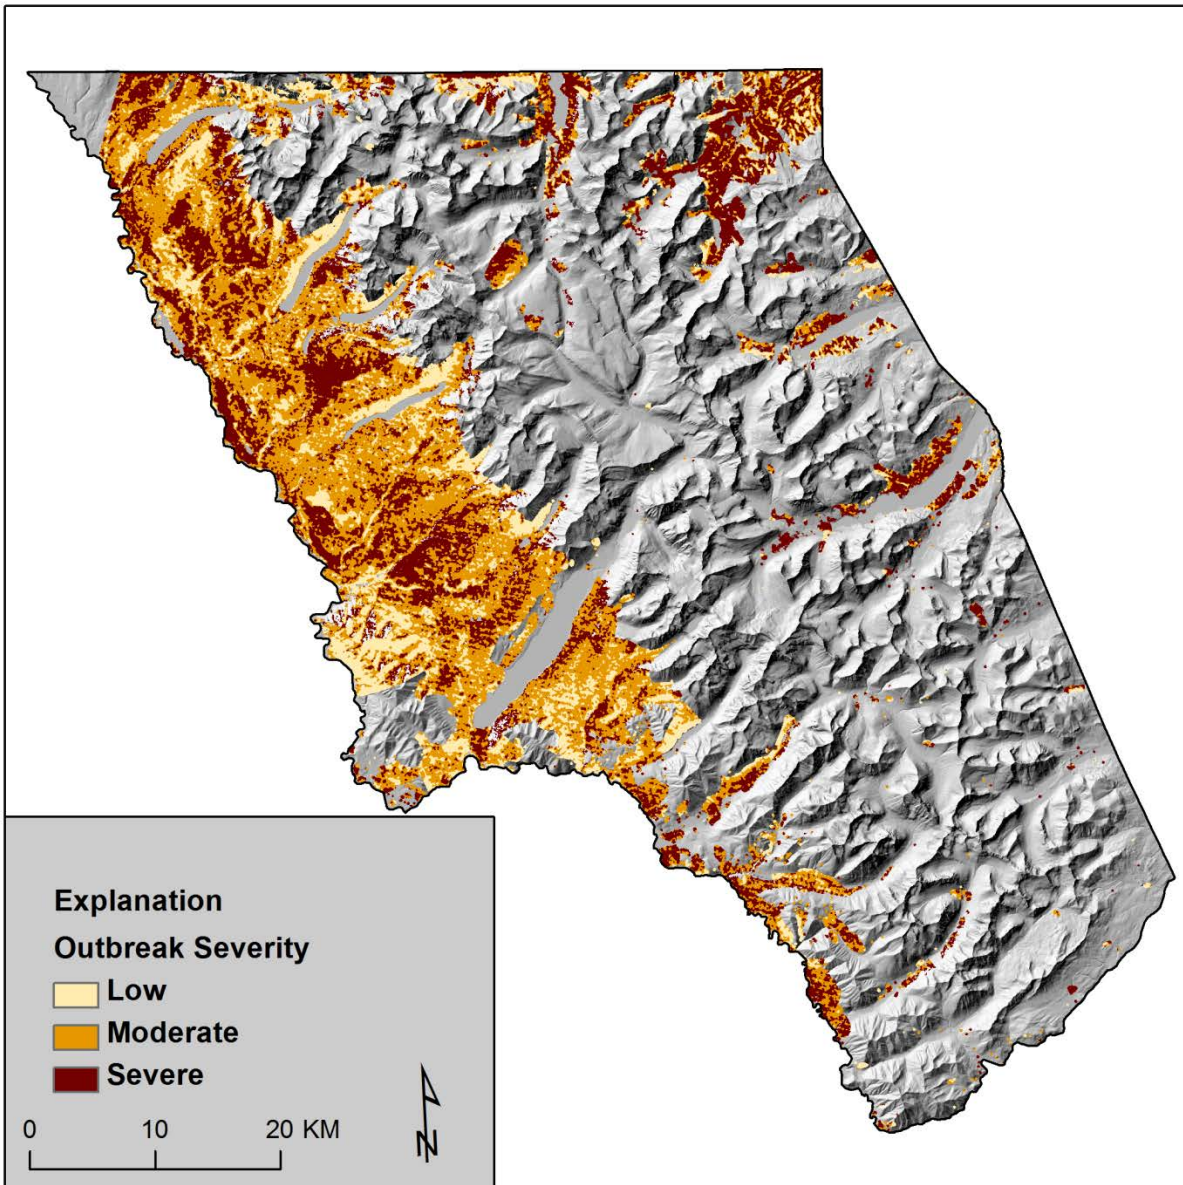 Explanation
Outbreak Severity
Low
Moderate
Severe
0 10 20 KM
N